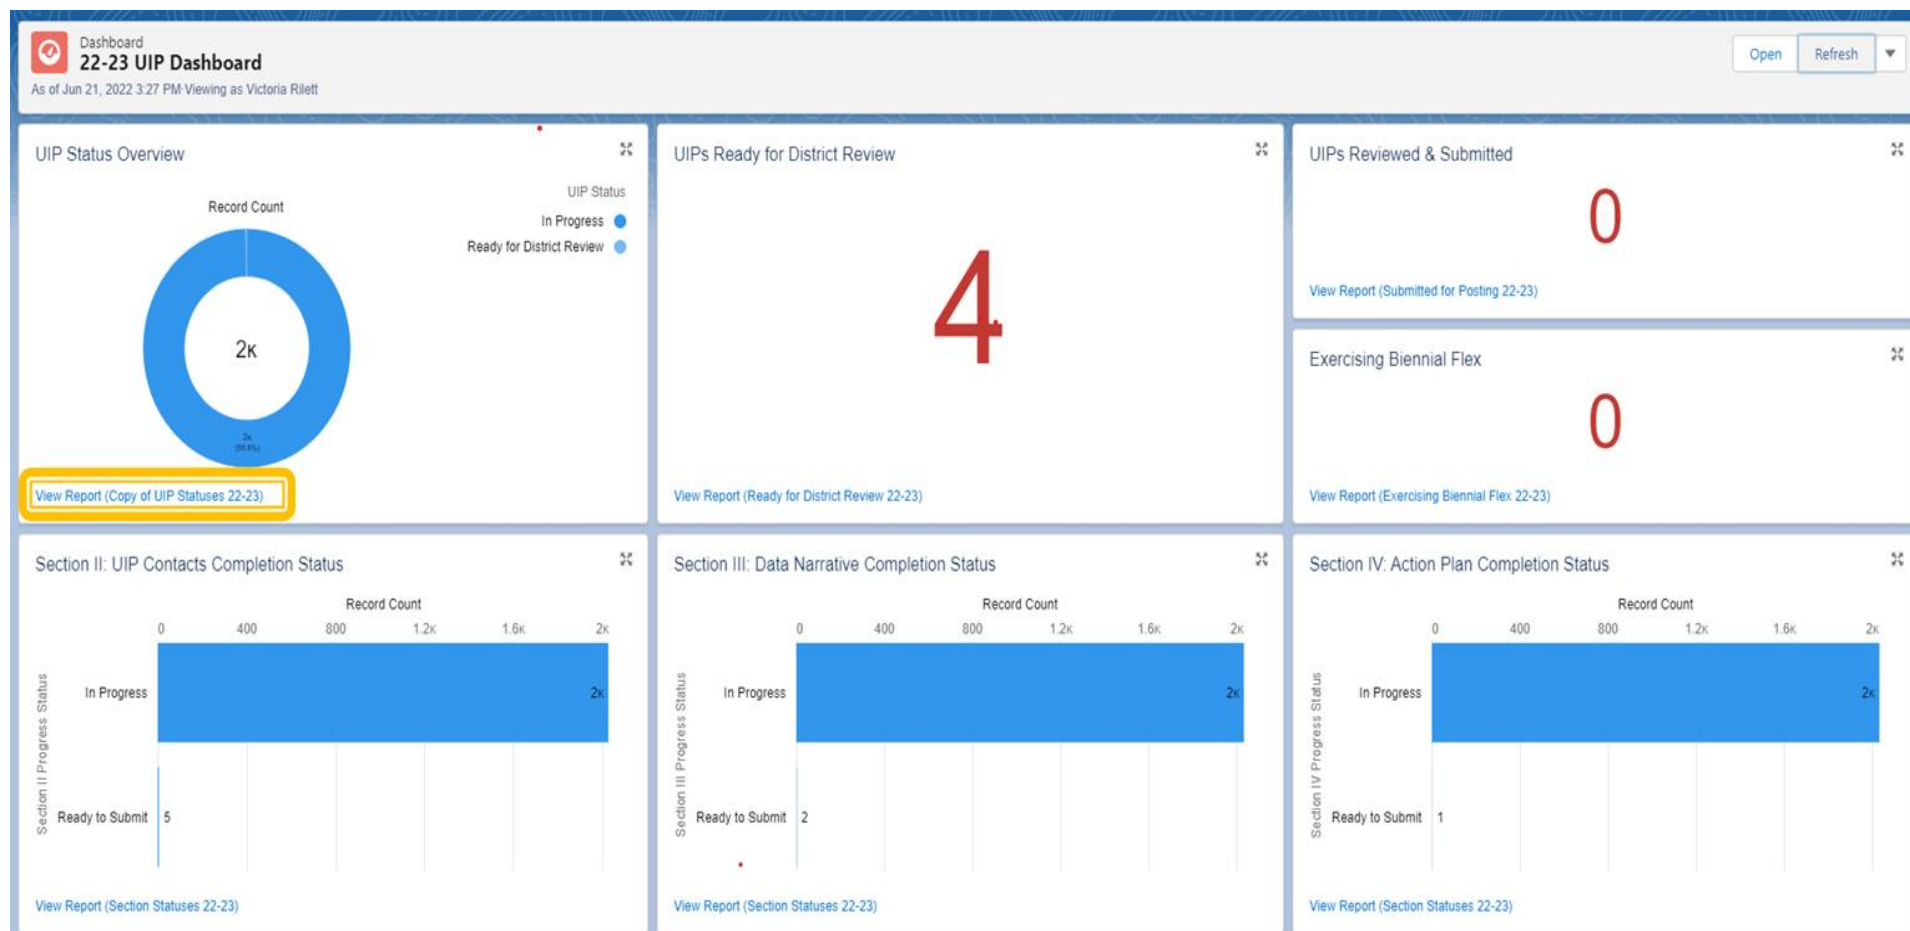 Dashboard
22-23 UIP Dashboard
As of Jun 21, 2022 3:27 PM·Viewing as Victoria Rilett
Open
Refresh
UIP Status Overview
Record Count
UIP Status
In Progress
Ready for District Review
2K
2K
(99.8%)
View Report (Copy of UIP Statuses 22-23)
UIPs Ready for District Review
4
View Report (Ready for District Review 22-23)
UIPs Reviewed & Submitted
0
View Report (Submitted for Posting 22-23)
Exercising Biennial Flex
0
View Report (Exercising Biennial Flex 22-23)
Section II: UIP Contacts Completion Status
Record Count
0 400 800 1.2K 1.6K 2K
Section II Progress Status
In Progress
2K
Ready to Submit 5
View Report (Section Statuses 22-23)
Section III: Data Narrative Completion Status
Record Count
0 400 800 1.2K 1.6K 2K
Section III Progress Status
In Progress
2K
Ready to Submit 2
View Report (Section Statuses 22-23)
Section IV: Action Plan Completion Status
Record Count
0 400 800 1.2K 1.6K 2K
Section IV Progress Status
In Progress
2K
Ready to Submit 1
View Report (Section Statuses 22-23)